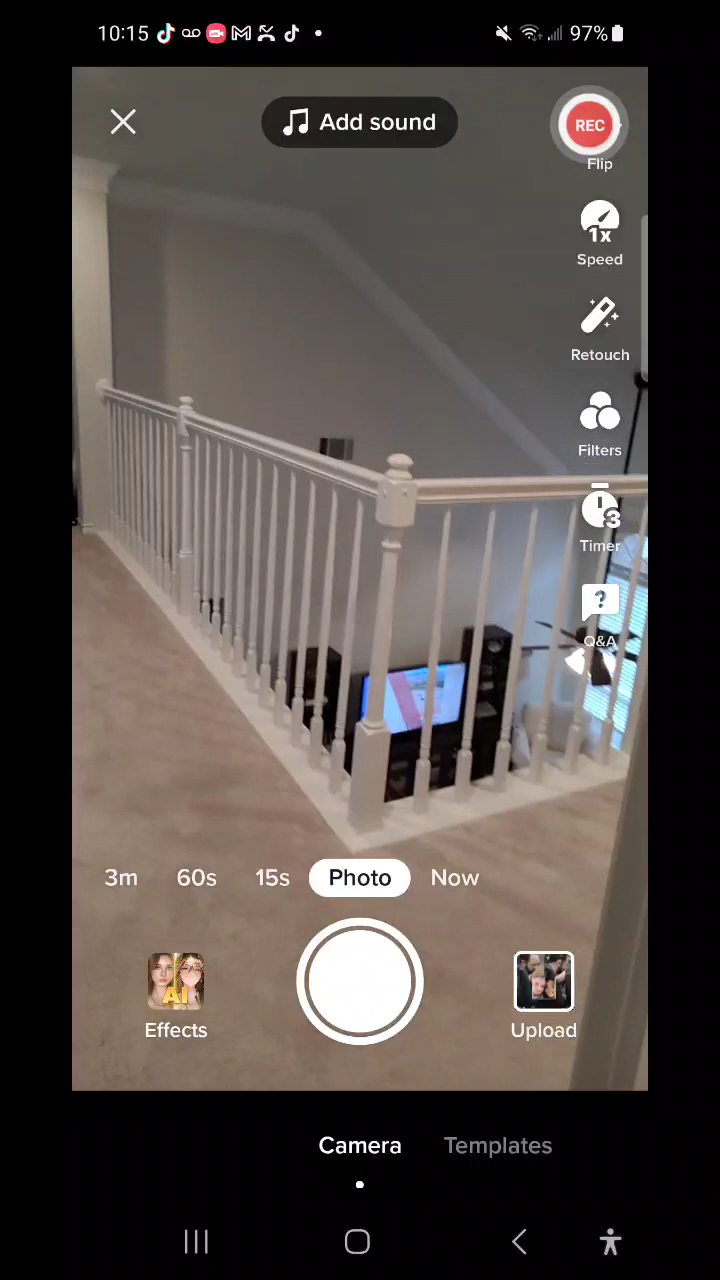 10:15 97%
Add sound
REC
Flip
1x
Speed
Retouch
Filters
3
Timer
?
Q&A
3m 60s 15s Photo Now
AI
Effects Upload
Camera Templates